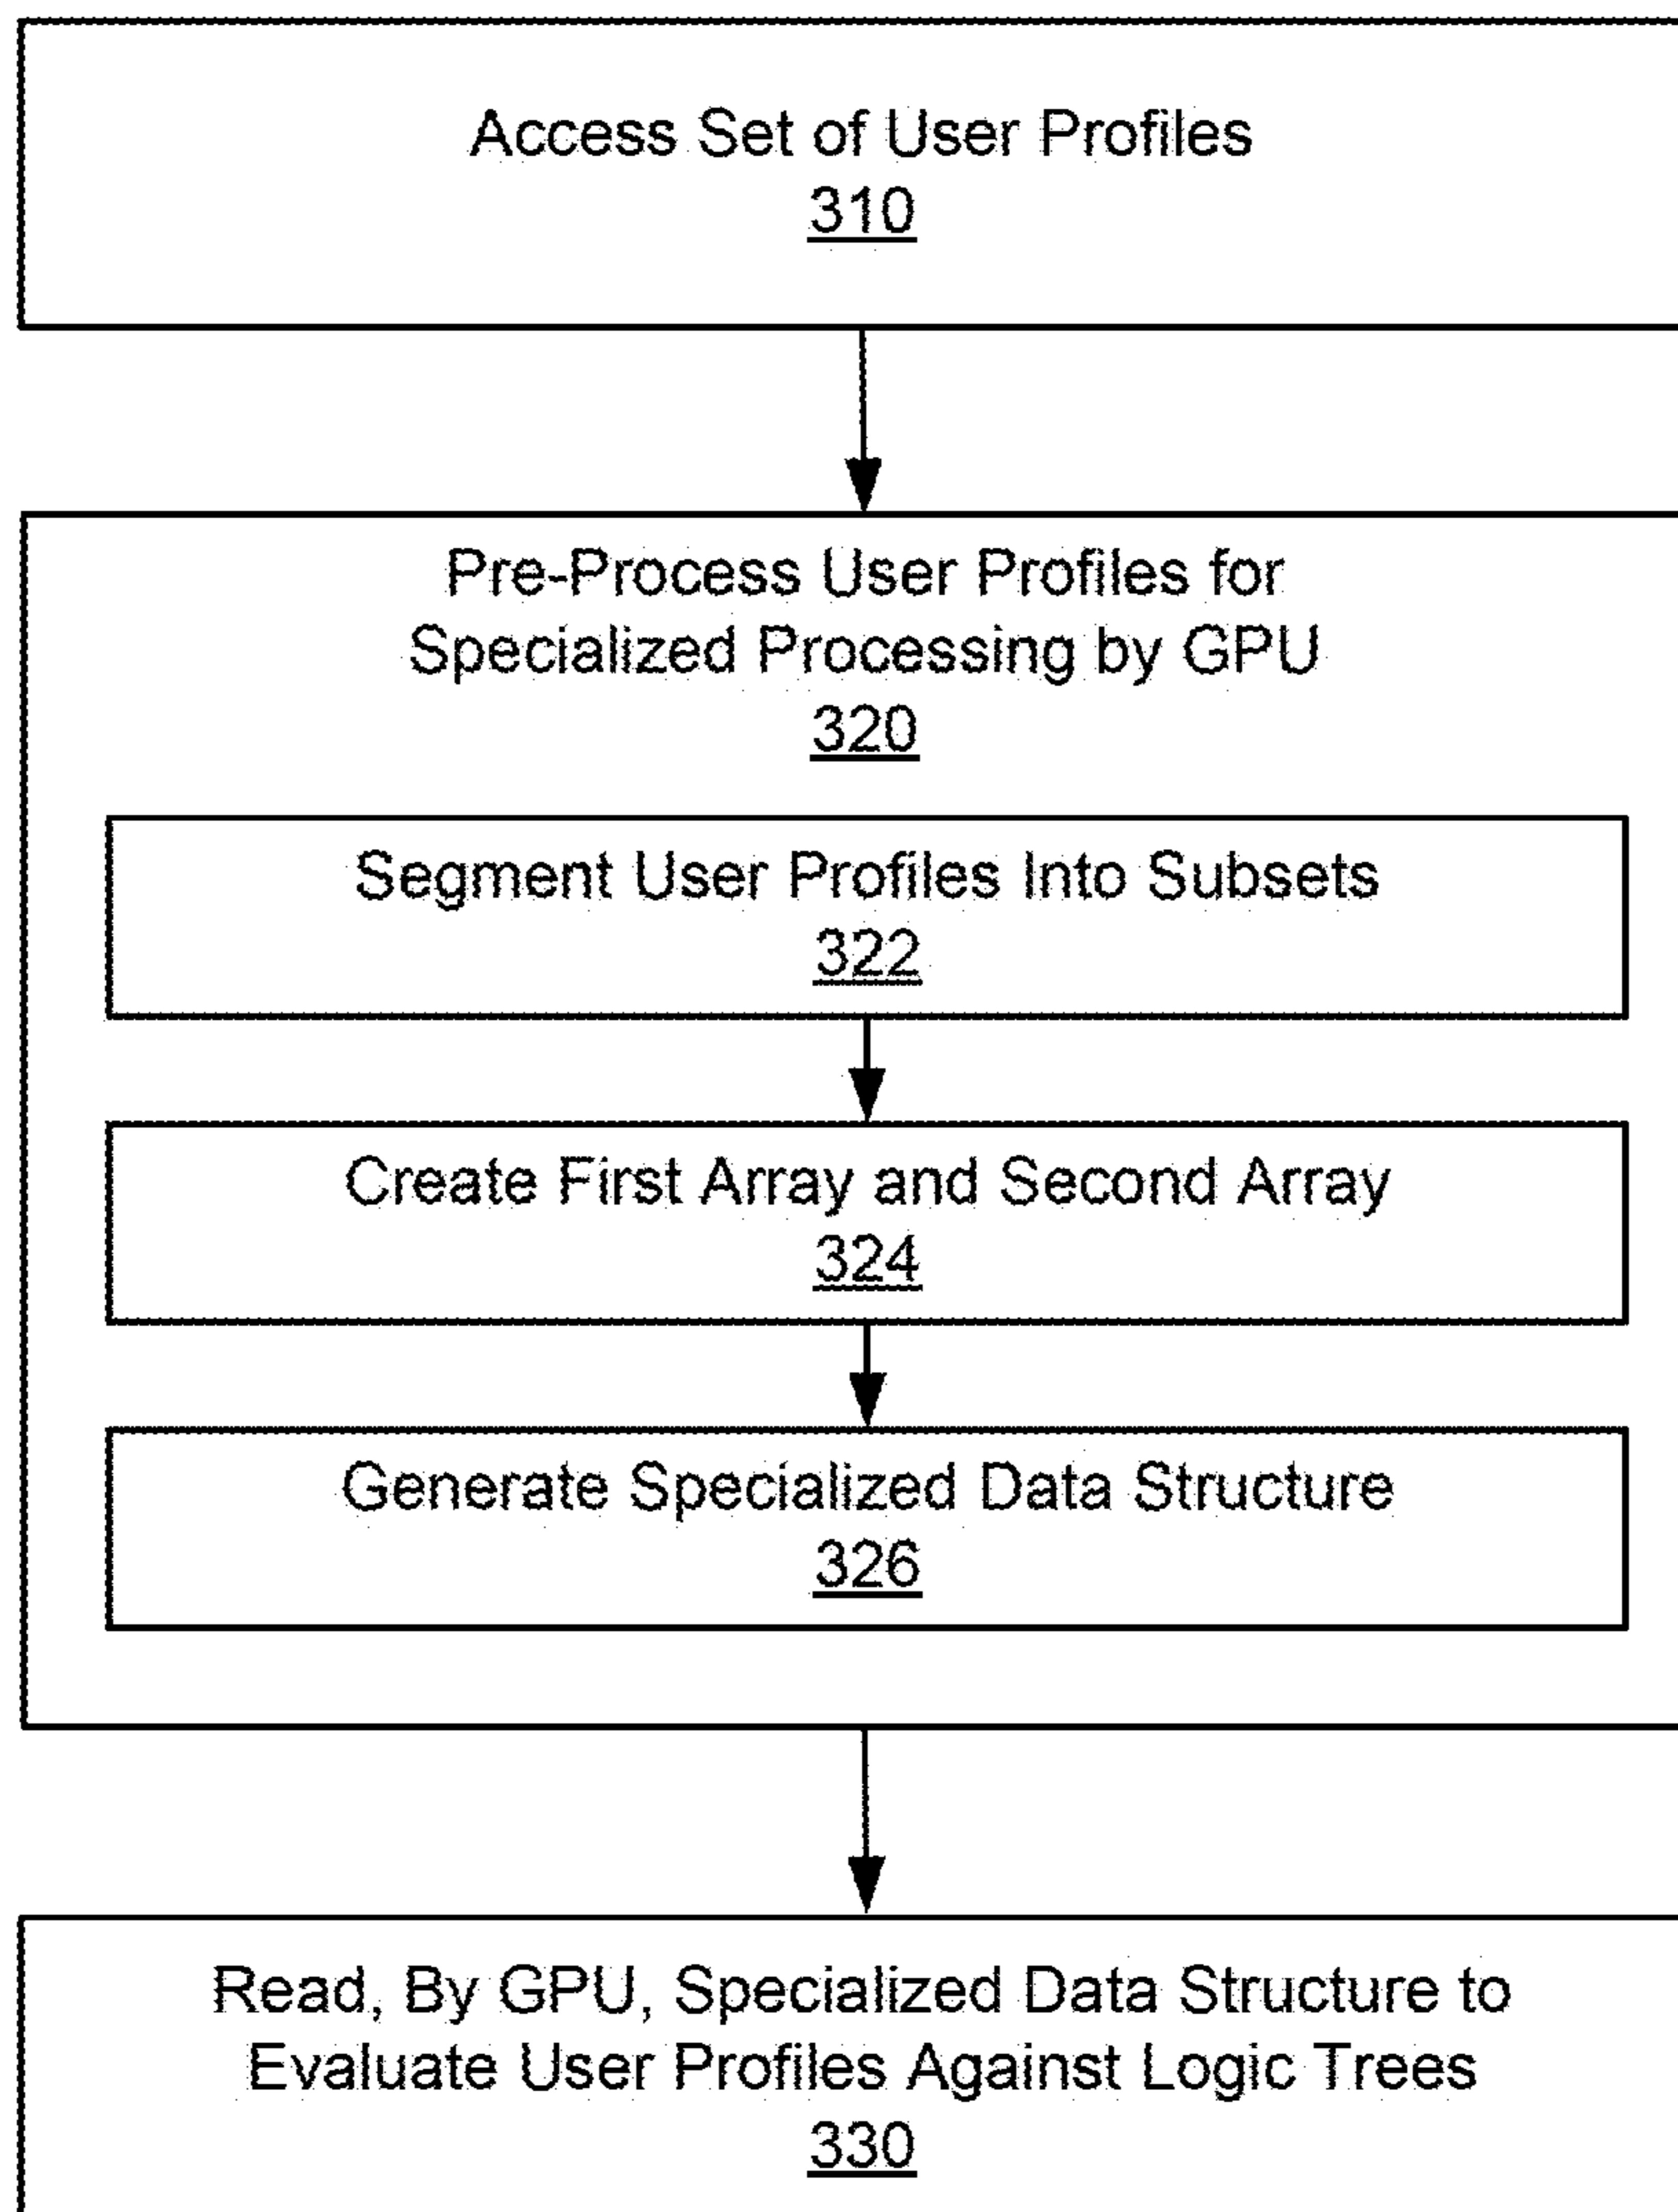 Access Set of User Profiles
310
Pre-Process User Profiles for
Specialized Processing by GPU
320
Segment User Profiles Into Subsets
322
Create First Array and Second Array
324
Generate Specialized Data Structure
326
Read, By GPU, Specialized Data Structure to
Evaluate User Profiles Against Logic Trees
330